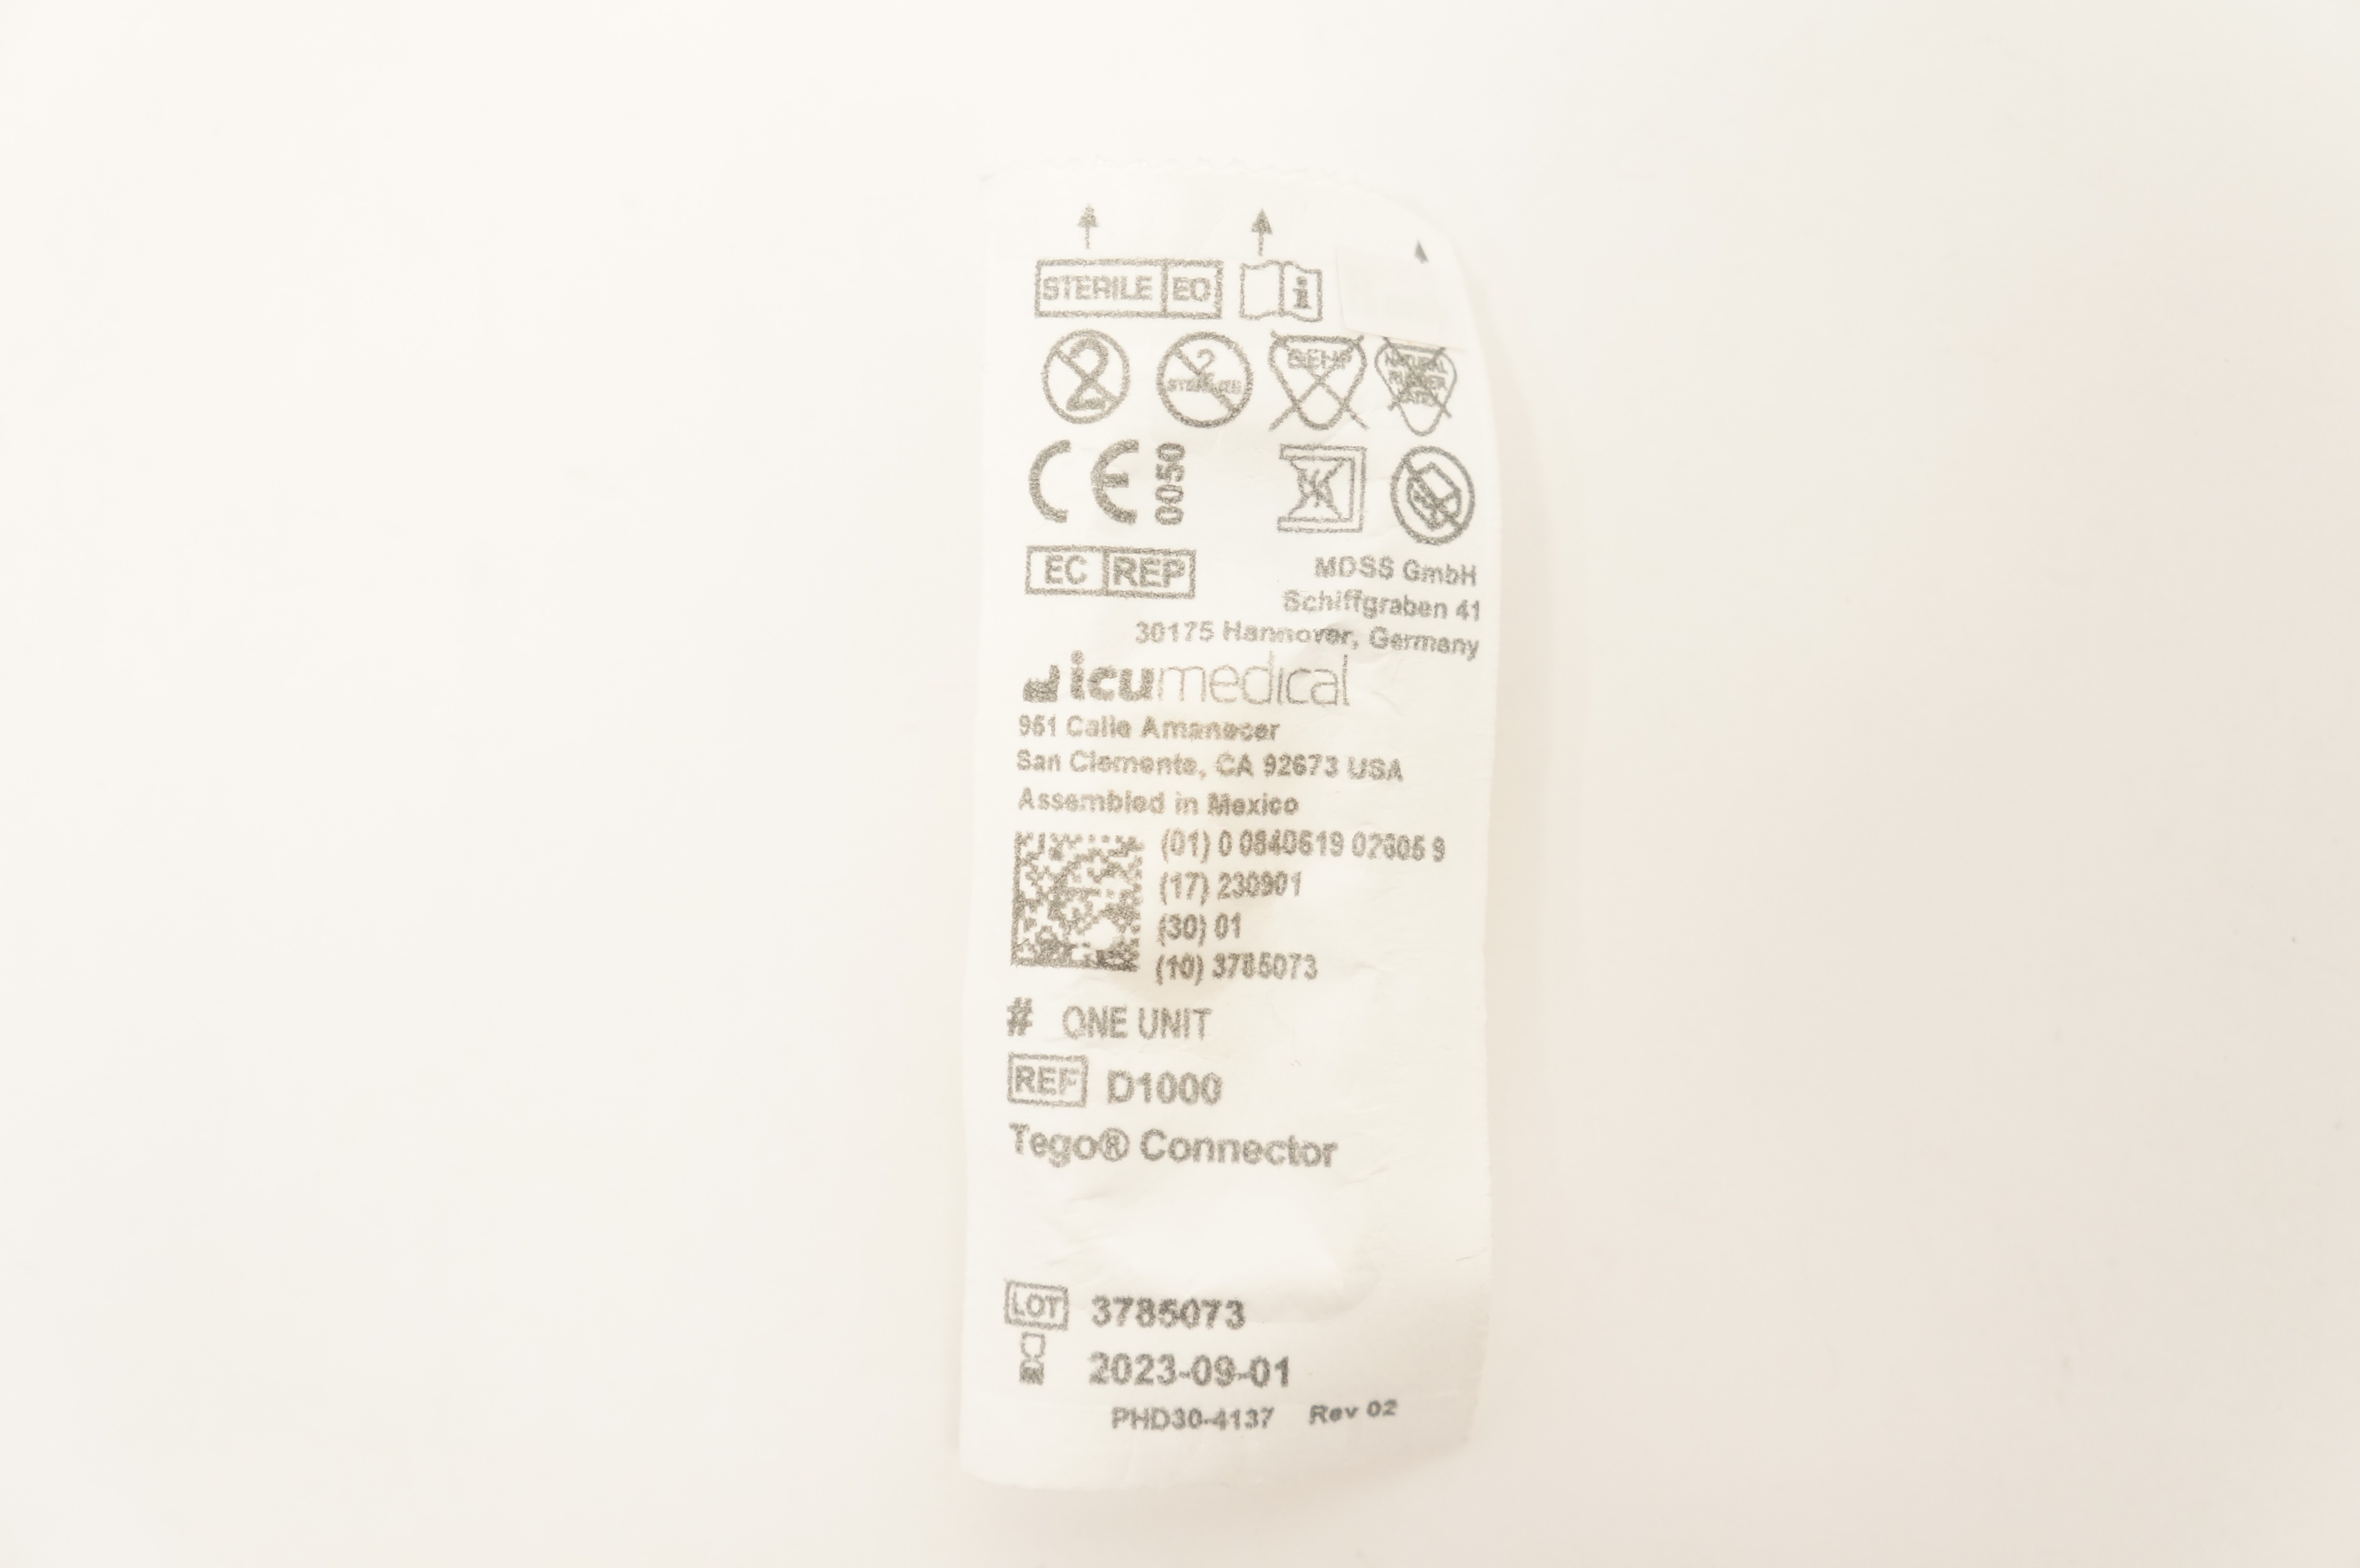 STERILE EO
2 2 STERILIZE DEHP NATURAL RUBBER LATEX
CE 0050
EC REP MDSS GmbH
Schiffgraben 41
30175 Hannover, Germany
icumedical
951 Calle Amanecer
San Clemente, CA 92673 USA
Assembled in Mexico
(01) 0 0840619 02605 9
(17) 230901
(30) 01
(10) 3785073
# ONE UNIT
REF D1000
Tego® Connector
LOT 3785073
2023-09-01
PHD30-4137 Rev 02